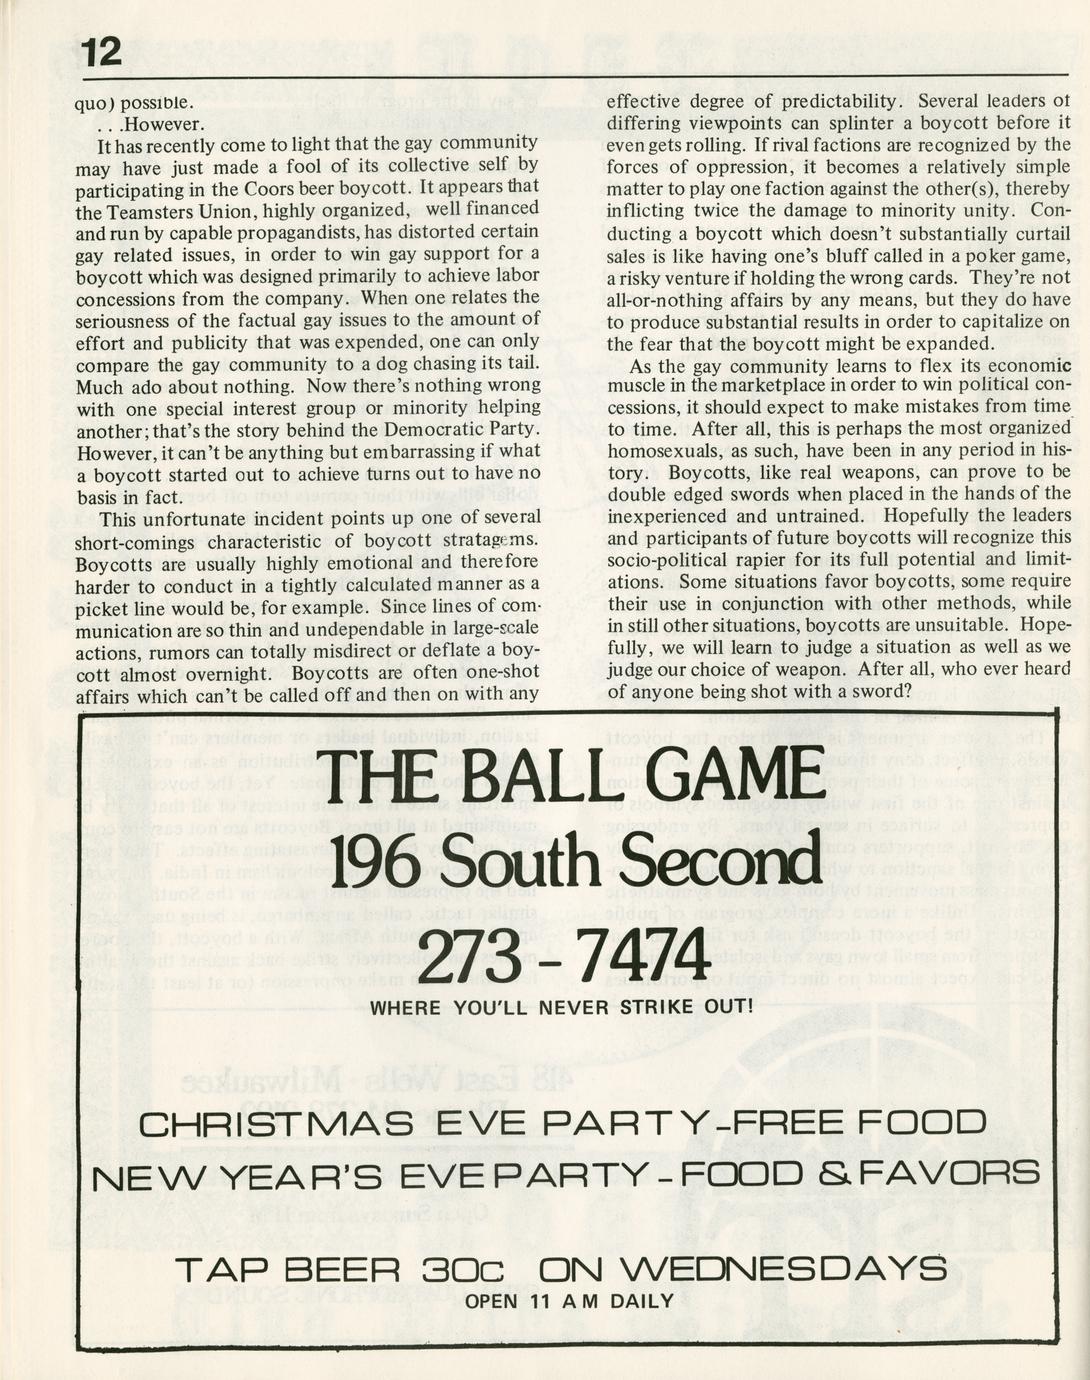 12
quo) possible.
. . .However.
It has recently come to light that the gay community
may have just made a fool of its collective self by
participating in the Coors beer boycott. It appears that
the Teamsters Union, highly organized, well financed
and run by capable propagandists, has distorted certain
gay related issues, in order to win gay support for a
boycott which was designed primarily to achieve labor
concessions from the company. When one relates the
seriousness of the factual gay issues to the amount of
effort and publicity that was expended, one can only
compare the gay community to a dog chasing its tail.
Much ado about nothing. Now there's nothing wrong
with one special interest group or minority helping
another; that's the story behind the Democratic Party.
However, it can't be anything but embarrassing if what
a boycott started out to achieve turns out to have no
basis in fact.
This unfortunate incident points up one of several
short-comings characteristic of boycott stratagems.
Boycotts are usually highly emotional and therefore
harder to conduct in a tightly calculated manner as a
picket line would be, for example. Since lines of com-
munication are so thin and undependable in large-scale
actions, rumors can totally misdirect or deflate a boy-
cott almost overnight. Boycotts are often one-shot
affairs which can't be called off and then on with any
effective degree of predictability. Several leaders of
differing viewpoints can splinter a boycott before it
even gets rolling. If rival factions are recognized by the
forces of oppression, it becomes a relatively simple
matter to play one faction against the other(s), thereby
inflicting twice the damage to minority unity. Con-
ducting a boycott which doesn't substantially curtail
sales is like having one's bluff called in a poker game,
a risky venture if holding the wrong cards. They're not
all-or-nothing affairs by any means, but they do have
to produce substantial results in order to capitalize on
the fear that the boycott might be expanded.
As the gay community learns to flex its economic
muscle in the marketplace in order to win political con-
cessions, it should expect to make mistakes from time
to time. After all, this is perhaps the most organized
homosexuals, as such, have been in any period in his-
tory. Boycotts, like real weapons, can prove to be
double edged swords when placed in the hands of the
inexperienced and untrained. Hopefully the leaders
and participants of future boycotts will recognize this
socio-political rapier for its full potential and limit-
ations. Some situations favor boycotts, some require
their use in conjunction with other methods, while
in still other situations, boycotts are unsuitable. Hope-
fully, we will learn to judge a situation as well as we
judge our choice of weapon. After all, who ever heard
of anyone being shot with a sword?
THE BALL GAME
196 South Second
273-7474
WHERE YOU'LL NEVER STRIKE OUT!
CHRISTMAS EVE PARTY-FREE FOOD
NEW YEAR'S EVE PARTY - FOOD & FAVORS
TAP BEER 30c ON WEDNESDAYS
OPEN 11 AM DAILY